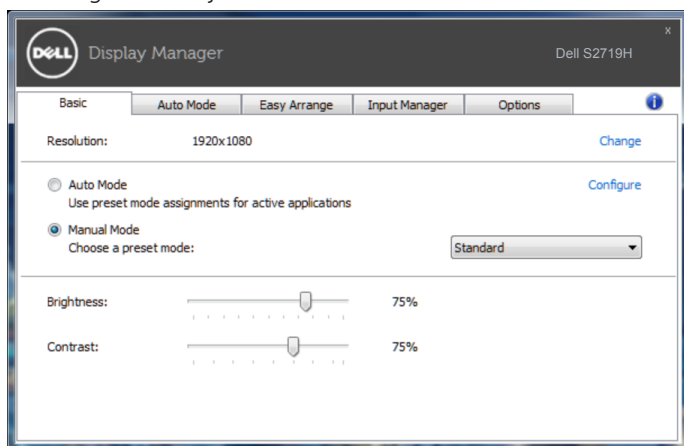 DELL Display Manager
x
Dell S2719H
Basic Auto Mode Easy Arrange Input Manager Options i
Resolution: 1920x1080 Change
Auto Mode Configure
Use preset mode assignments for active applications
Manual Mode
Choose a preset mode: Standard
Brightness: 75%
Contrast: 75%